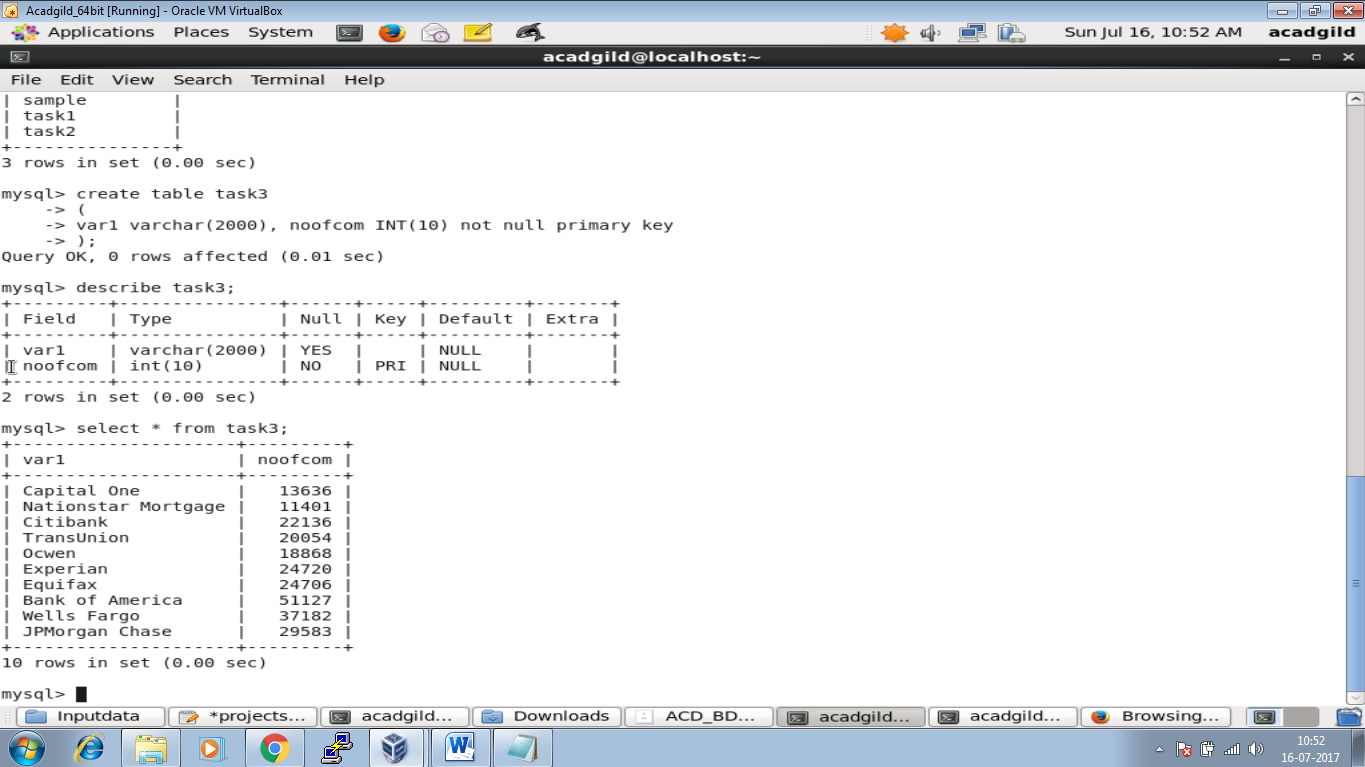 Acadgild_64bit [Running] - Oracle VM VirtualBox
Applications Places System Sun Jul 16, 10:52 AM acadgild
acadgild@localhost:~
File Edit View Search Terminal Help
| sample |
| task1 |
| task2 |
+---------------+
3 rows in set (0.00 sec)
mysql> create table task3
-> (
-> var1 varchar(2000), noofcom INT(10) not null primary key
-> );
Query OK, 0 rows affected (0.01 sec)
mysql> describe task3;
+---------+---------------+------+-----+---------+-------+
| Field | Type | Null | Key | Default | Extra |
+---------+---------------+------+-----+---------+-------+
| var1 | varchar(2000) | YES | | NULL | |
| noofcom | int(10) | NO | PRI | NULL | |
+---------+---------------+------+-----+---------+-------+
2 rows in set (0.00 sec)
mysql> select * from task3;
+---------------------+---------+
| var1 | noofcom |
+---------------------+---------+
| Capital One | 13636 |
| Nationstar Mortgage | 11401 |
| Citibank | 22136 |
| TransUnion | 20054 |
| Ocwen | 18868 |
| Experian | 24720 |
| Equifax | 24706 |
| Bank of America | 51127 |
| Wells Fargo | 37182 |
| JPMorgan Chase | 29583 |
+---------------------+---------+
10 rows in set (0.00 sec)
mysql>
Inputdata *projects... acadgild... Downloads ACD_BD... acadgild... acadgild... Browsing...
10:52
16-07-2017